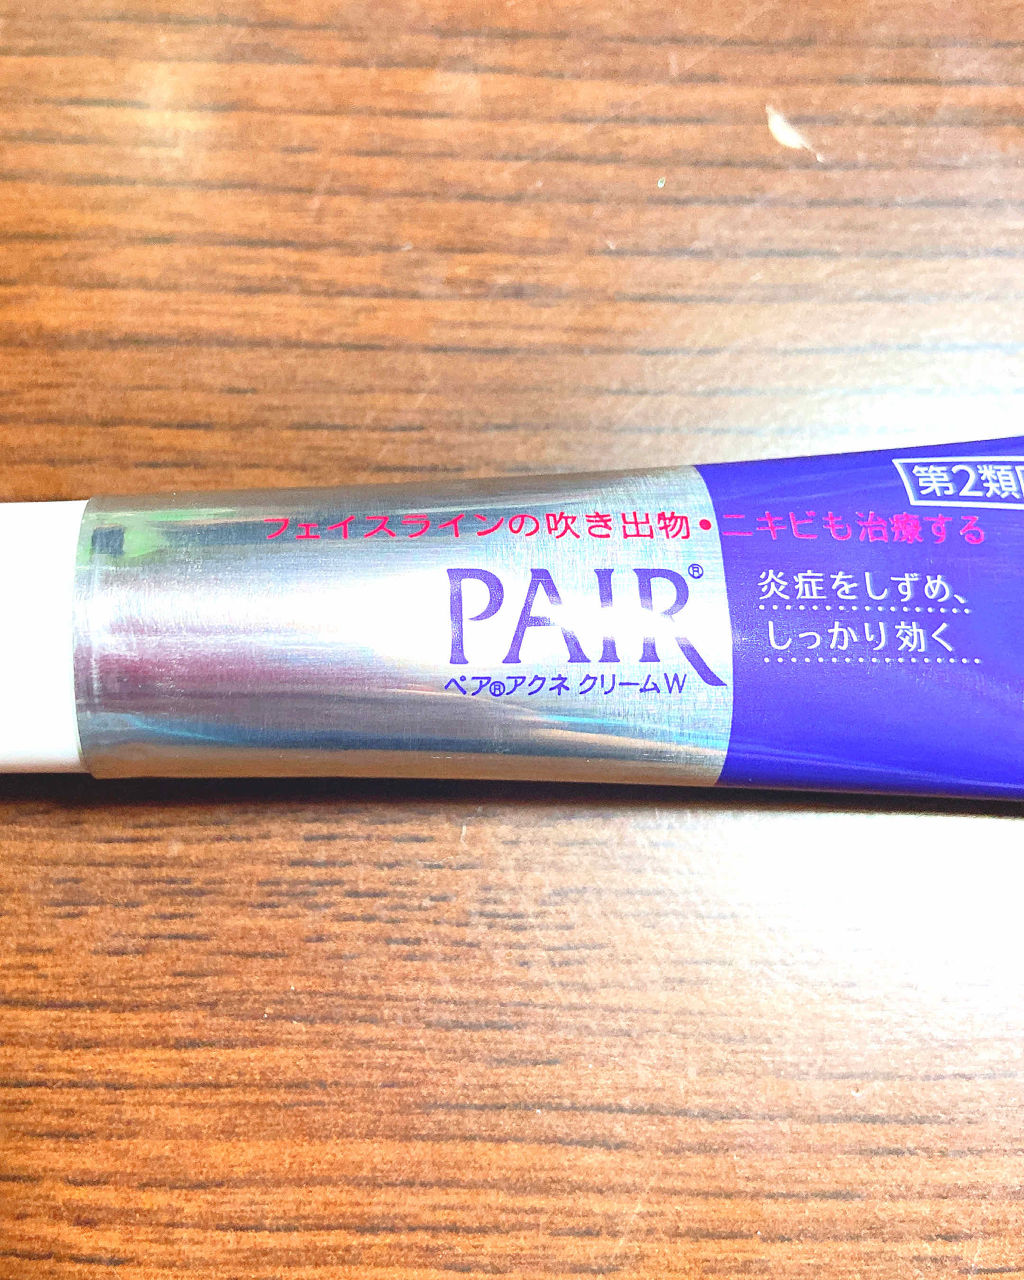 第2類
フェイスラインの吹き出物・ニキビも治療する
PAIR®
ペア®アクネ クリームW
炎症をしずめ、
しっかり効く